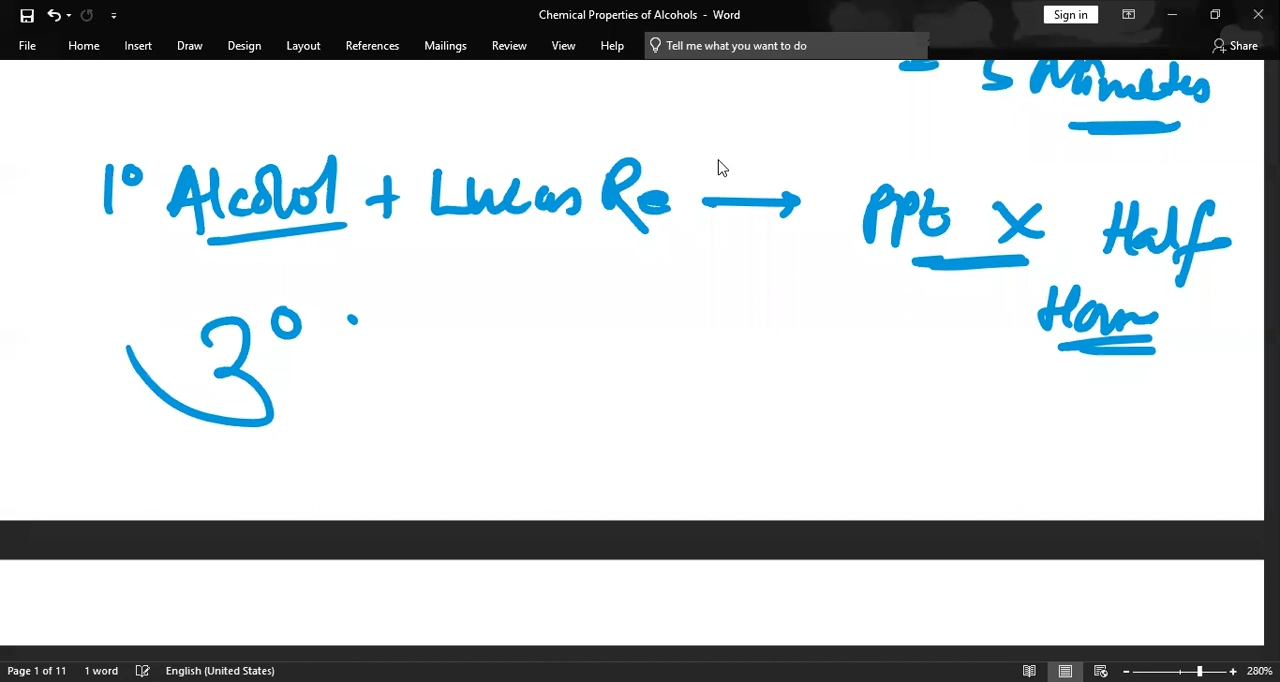 Chemical Properties of Alcohols - Word
Sign in
File Home Insert Draw Design Layout References Mailings Review View Help Tell me what you want to do Share
5 Minutes
1° Alcohol + Lucas Re → ppt x Half
Hour
3°
Page 1 of 11 1 word English (United States) 280%